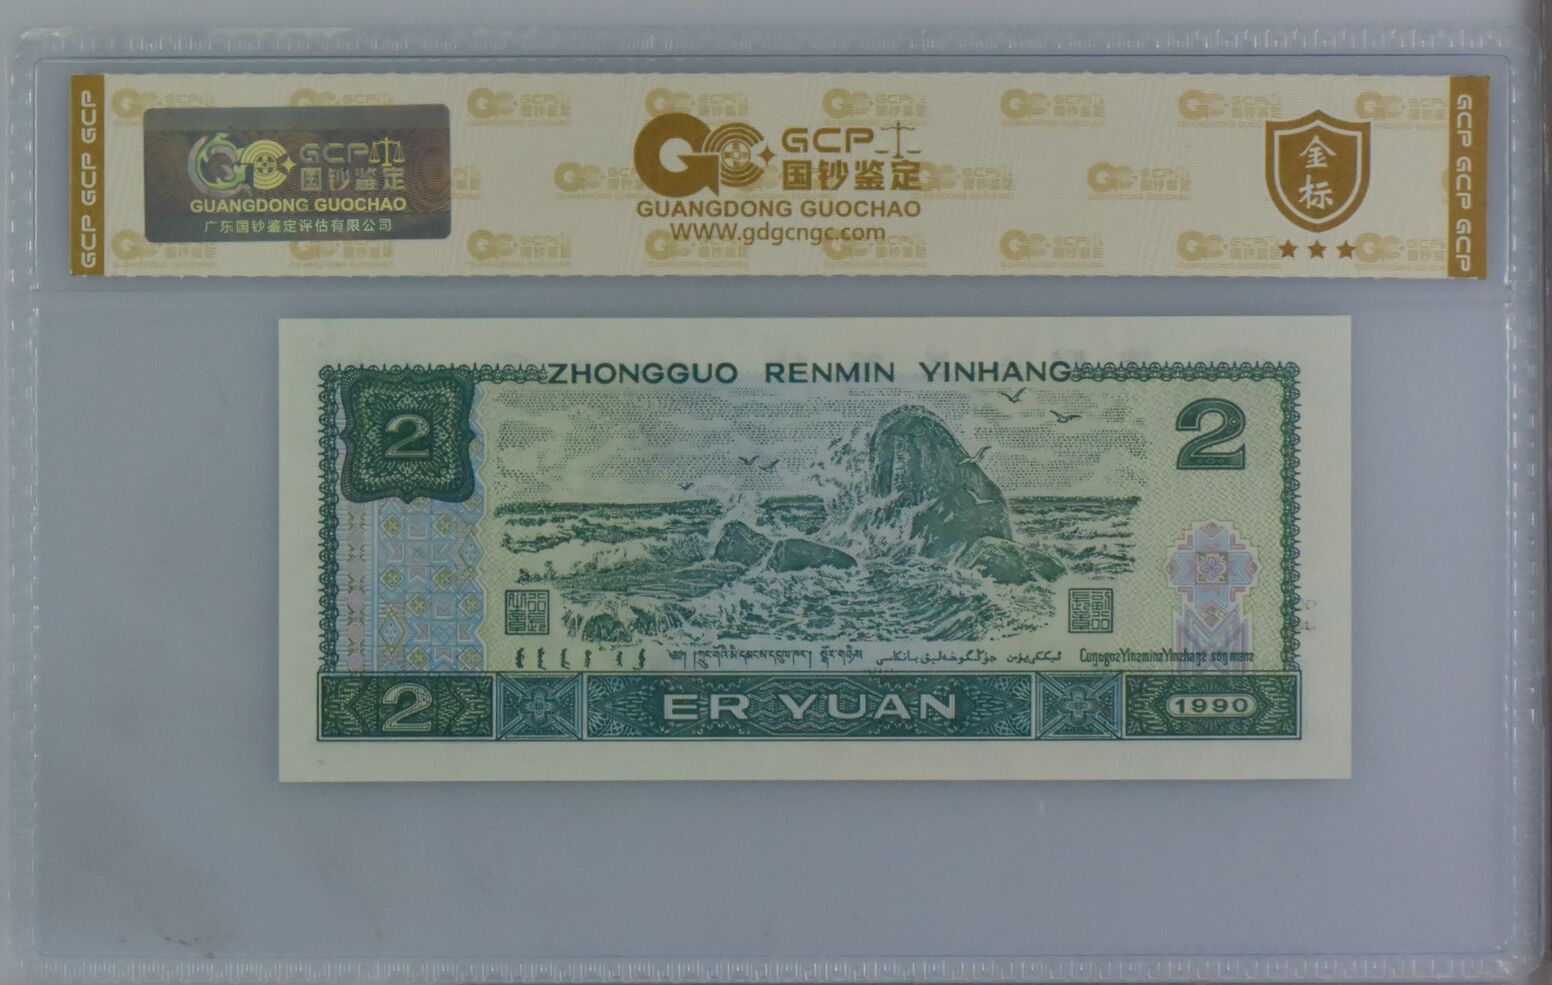 GCP GCP GCP
GCP
国钞鉴定
GUANGDONG GUOCHAO
广东国钞鉴定评估有限公司
GCP
国钞鉴定
GUANGDONG GUOCHAO
WWW.gdgcngc.com
金
标
GCP GCP GCP
ZHONGGUO RENMIN YINHANG
2
2
2 ER YUAN 1990